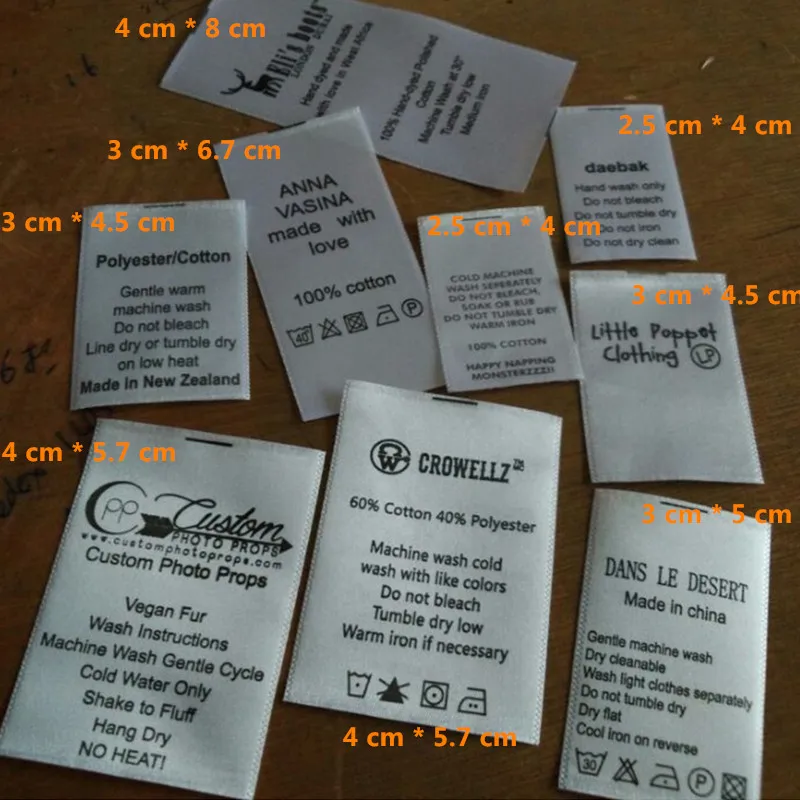 4 cm * 8 cm
Bill's boots
LONDON DUBAI
Hand dyed and made
with love in West Africa
100% Hand-dyed Polished
Cotton
Machine Wash at 30°
Tumble dry low
Medium iron
2.5 cm * 4 cm
daebak
Hand wash only
Do not bleach
Do not tumble dry
Do not iron
Do not dry clean
3 cm * 6.7 cm
ANNA
VASINA
made with
love
100% cotton
40
P
3 cm * 4.5 cm
Polyester/Cotton
Gentle warm
machine wash
Do not bleach
Line dry or tumble dry
on low heat
Made in New Zealand
2.5 cm * 4 cm
COLD MACHINE
WASH SEPERATELY
DO NOT BLEACH,
SOAK OR RUB
DO NOT TUMBLE DRY
WARM IRON
100% COTTON
HAPPY NAPPING
MONSTERZZZ!!
3 cm * 4.5 cm
Little Poppet
Clothing LP
4 cm * 5.7 cm
CPP Custom
PHOTO PROPS
www.customphotoprops.com
Custom Photo Props
Vegan Fur
Wash Instructions
Machine Wash Gentle Cycle
Cold Water Only
Shake to Fluff
Hang Dry
NO HEAT!
CROWELLZ
60% Cotton 40% Polyester
Machine wash cold
wash with like colors
Do not bleach
Tumble dry low
Warm iron if necessary
4 cm * 5.7 cm
3 cm * 5 cm
DANS LE DESERT
Made in china
Gentle machine wash
Dry cleanable
Wash light clothes separately
Do not tumble dry
Dry flat
Cool iron on reverse
30
P